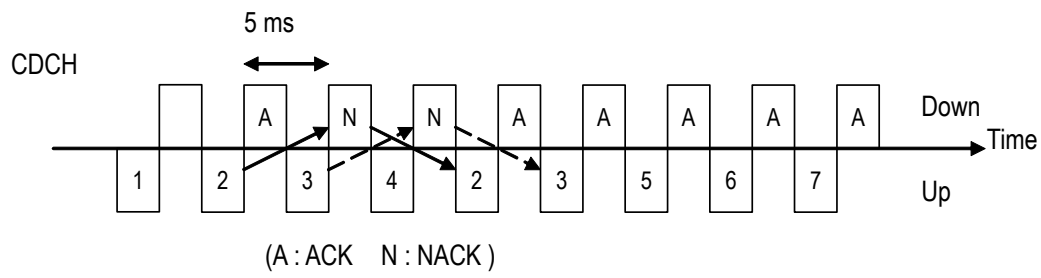 5 ms
CDCH
A N N A A A A A
Down
Time
1 2 3 4 2 3 5 6 7
Up
(A : ACK N : NACK )